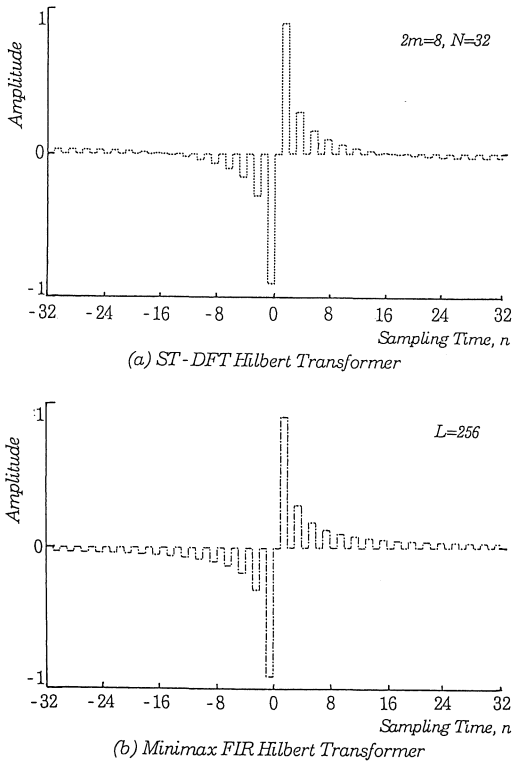 1
2m=8, N=32
Amplitude
0
-1
-32 -24 -16 -8 0 8 16 24 32
Sampling Time, n
(a) ST-DFT Hilbert Transformer
1
L=256
Amplitude
0
-1
-32 -24 -16 -8 0 8 16 24 32
Sampling Time, n
(b) Minimax FIR Hilbert Transformer